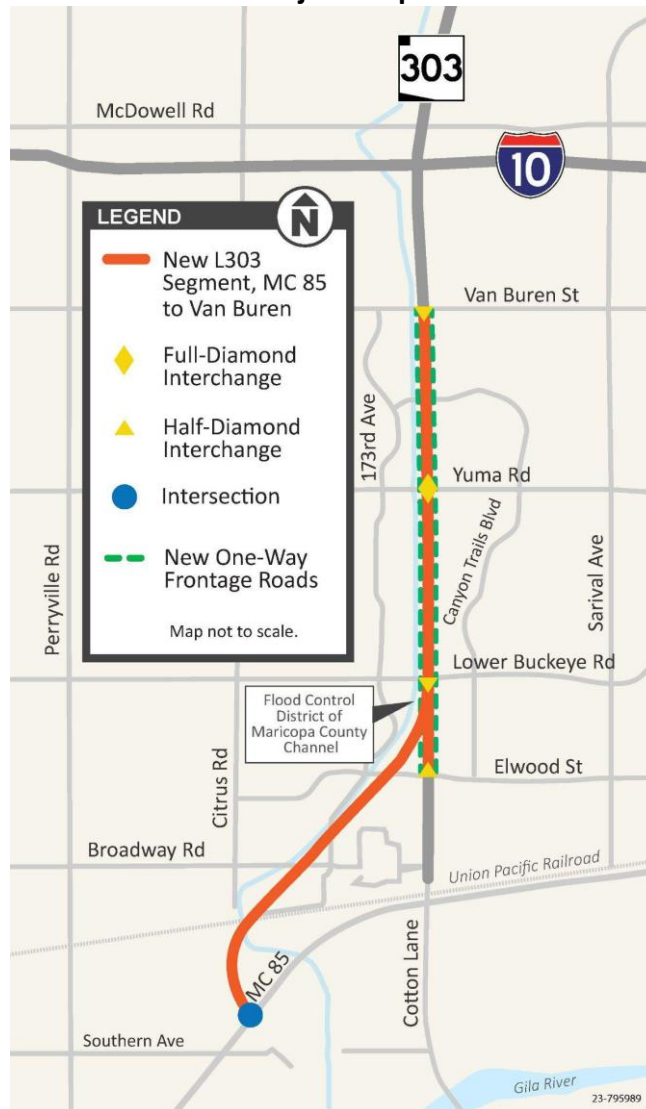 303
McDowell Rd
10
LEGEND
N
New L303
Segment, MC 85
to Van Buren
Full-Diamond
Interchange
Half-Diamond
Interchange
Intersection
New One-Way
Frontage Roads
Map not to scale.
Van Buren St
173rd Ave
Yuma Rd
Canyon Trails Blvd
Sarival Ave
Perryville Rd
Lower Buckeye Rd
Flood Control
District of
Maricopa County
Channel
Citrus Rd
Elwood St
Broadway Rd
Union Pacific Railroad
MC 85
Cotton Lane
Southern Ave
Gila River
23-795989